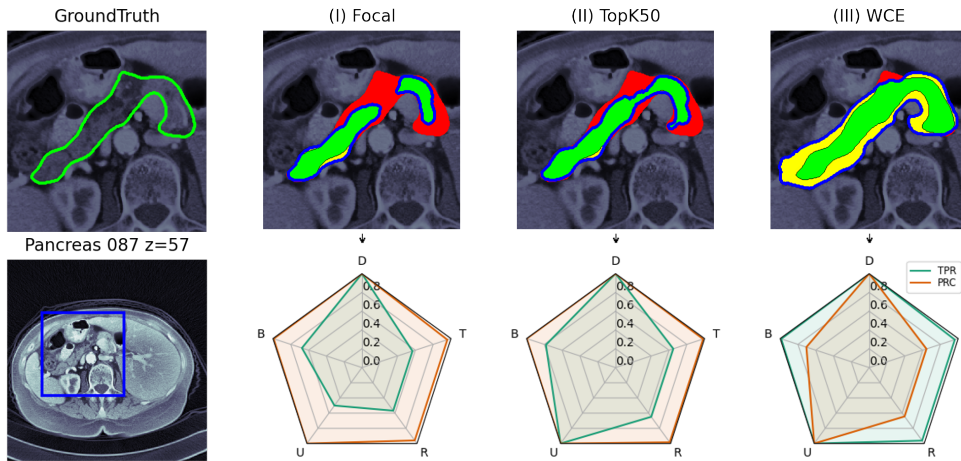 GroundTruth
(I) Focal
(II) TopK50
(III) WCE
Pancreas 087 z=57
D
0.8
0.6
0.4
0.2
0.0
B
T
U
R
D
0.8
0.6
0.4
0.2
0.0
B
T
U
R
D
TPR
PRC
0.8
0.6
0.4
0.2
0.0
B
T
U
R